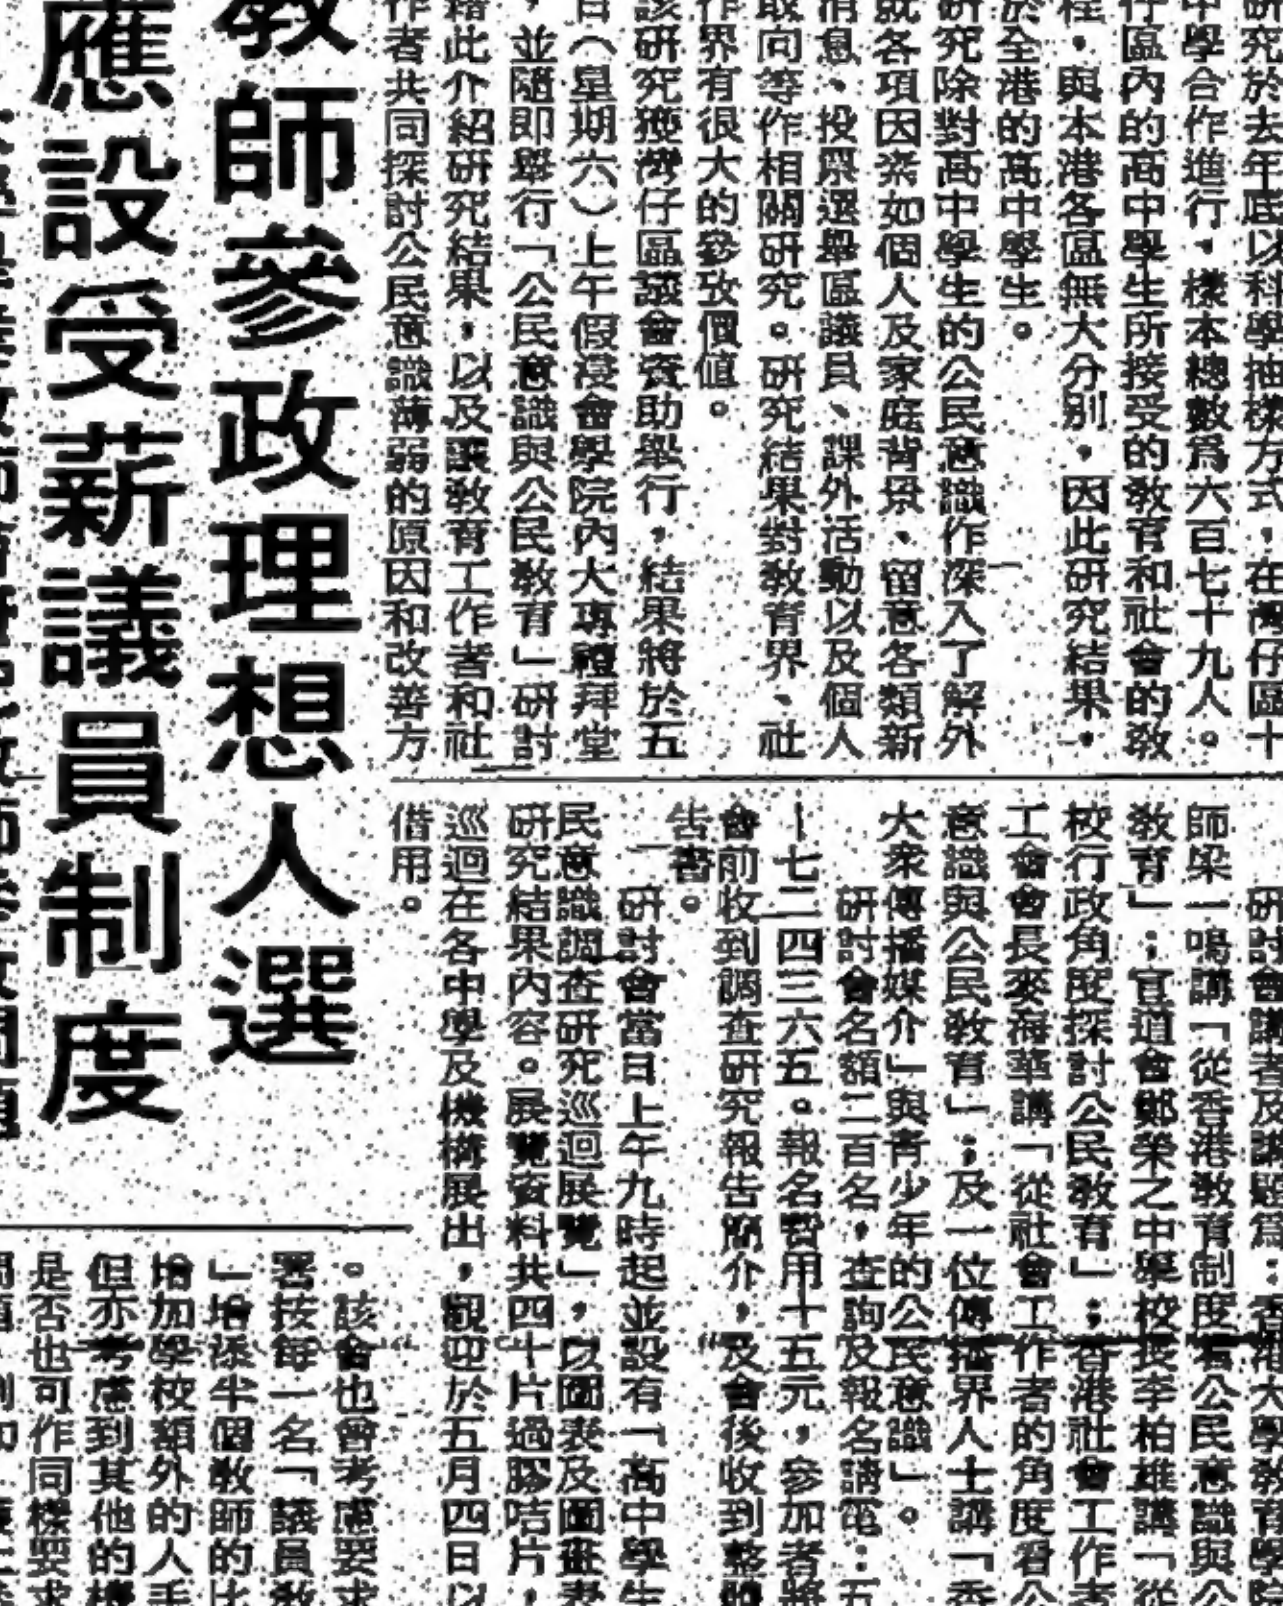 研究於去年底以科學抽樣方式，在灣仔區十
中學合作進行，樣本總數為六百七十九人。
仔區內的高中學生所接受的教育和社會的教
程，與本港各區無大分別，因此研究結果，
於全港的高中學生。
研究除對高中學生的公民意識作深入了解外
就各項因素如個人及家庭背景、留意各類新
消息、投票選舉區議員、課外活動以及個人
取向等作相關研究。研究結果對教育界、社
作界有很大的參攷價值。
該研究獲灣仔區議會資助舉行，結果將於五
日（星期六）上午假浸會學院內大專禮拜堂
，並隨即舉行「公民意識與公民教育」研討
藉此介紹研究結果，以及讓教育工作者和社
作者共同探討公民意識薄弱的原因和改善方
研討會講者及講題為：香港大學教育學院
師梁一鳴講「從香港教育制度看公民意識與公
教育」；宣道會鄭榮之中學校長李柏雄講「從
校行政角度探討公民教育」；香港社會工作者
工會會長麥海華講「從社會工作者的角度看公
意識與公民教育」；及一位傳播界人士講「香
大衆傳播媒介」與青少年的公民意識」。
研討會名額二百名，查詢及報名請電：五
－七二四三六五。報名費用十五元，參加者將
會前收到調查研究報告簡介，及會後收到整體
告書。
研討會當日上午九時起並設有「高中學生
民意識調查研究巡迴展覽」，以圖表及圖畫表
研究結果內容。展覽資料共四十片過膠咭片，
巡迴在各中學及機構展出，觀迎於五月四日以
借用。
教師參政理想人選
應設受薪議員制度
。該會也會考慮要求
署按每一名「議員教
」增添半個教師的比
增加學校額外的人手
但亦考慮到其他的機
是否也可作同樣要求